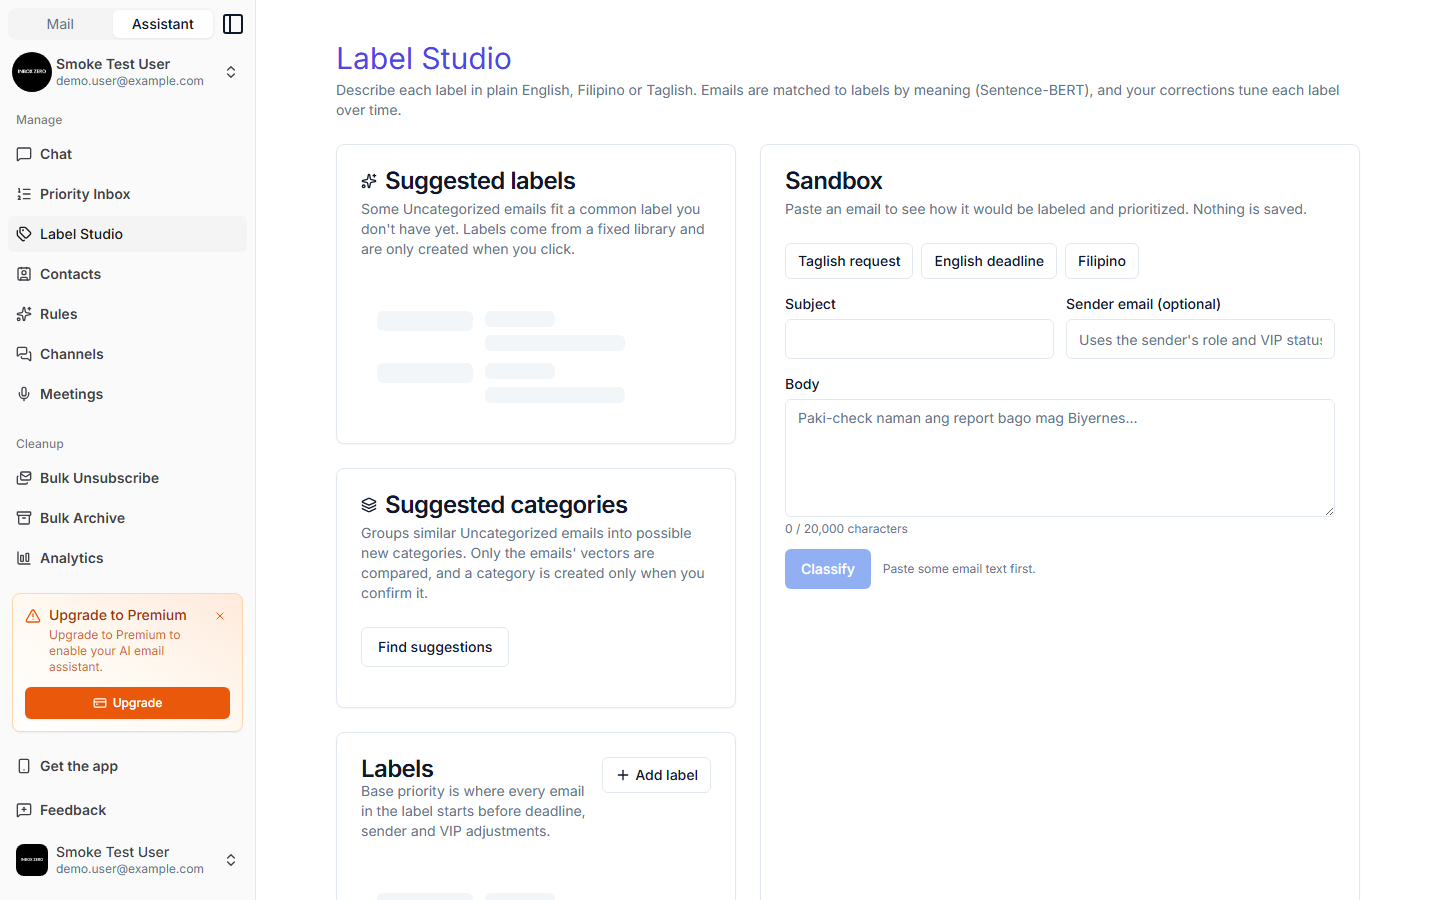 Mail
Assistant
INBOX ZERO
Smoke Test User
demo.user@example.com
Manage
Chat
Priority Inbox
Label Studio
Contacts
Rules
Channels
Meetings
Cleanup
Bulk Unsubscribe
Bulk Archive
Analytics
Upgrade to Premium
Upgrade to Premium to
enable your AI email
assistant.
Upgrade
Get the app
Feedback
INBOX ZERO
Smoke Test User
demo.user@example.com
Label Studio
Describe each label in plain English, Filipino or Taglish. Emails are matched to labels by meaning (Sentence-BERT), and your corrections tune each label
over time.
Suggested labels
Some Uncategorized emails fit a common label you
don't have yet. Labels come from a fixed library and
are only created when you click.
Suggested categories
Groups similar Uncategorized emails into possible
new categories. Only the emails' vectors are
compared, and a category is created only when you
confirm it.
Find suggestions
Labels
Add label
Base priority is where every email
in the label starts before deadline,
sender and VIP adjustments.
Sandbox
Paste an email to see how it would be labeled and prioritized. Nothing is saved.
Taglish request
English deadline
Filipino
Subject
Sender email (optional)
Uses the sender's role and VIP status
Body
Paki-check naman ang report bago mag Biyernes...
0 / 20,000 characters
Classify
Paste some email text first.